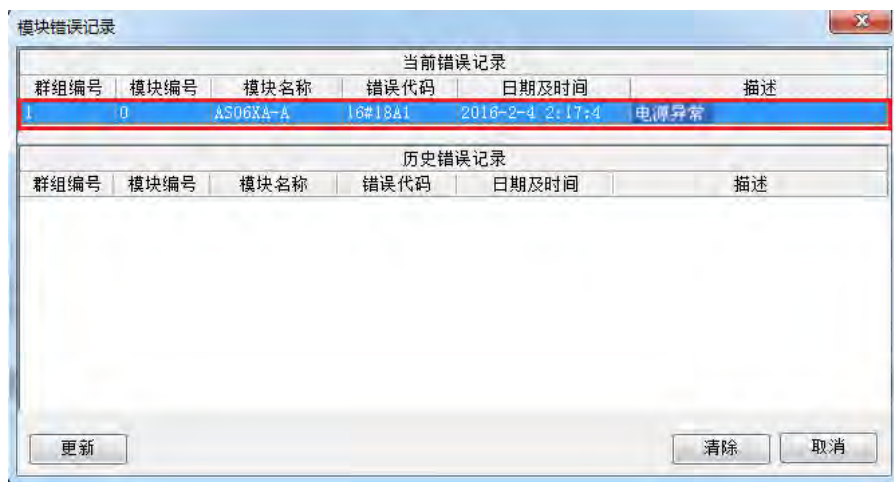 模块错误记录
当前错误记录
群组编号 模块编号 模块名称 错误代码 日期及时间 描述
1 0 AS06XA-A 16#18A1 2016-2-4 2:17:4 电源异常
历史错误记录
群组编号 模块编号 模块名称 错误代码 日期及时间 描述
更新 清除 取消